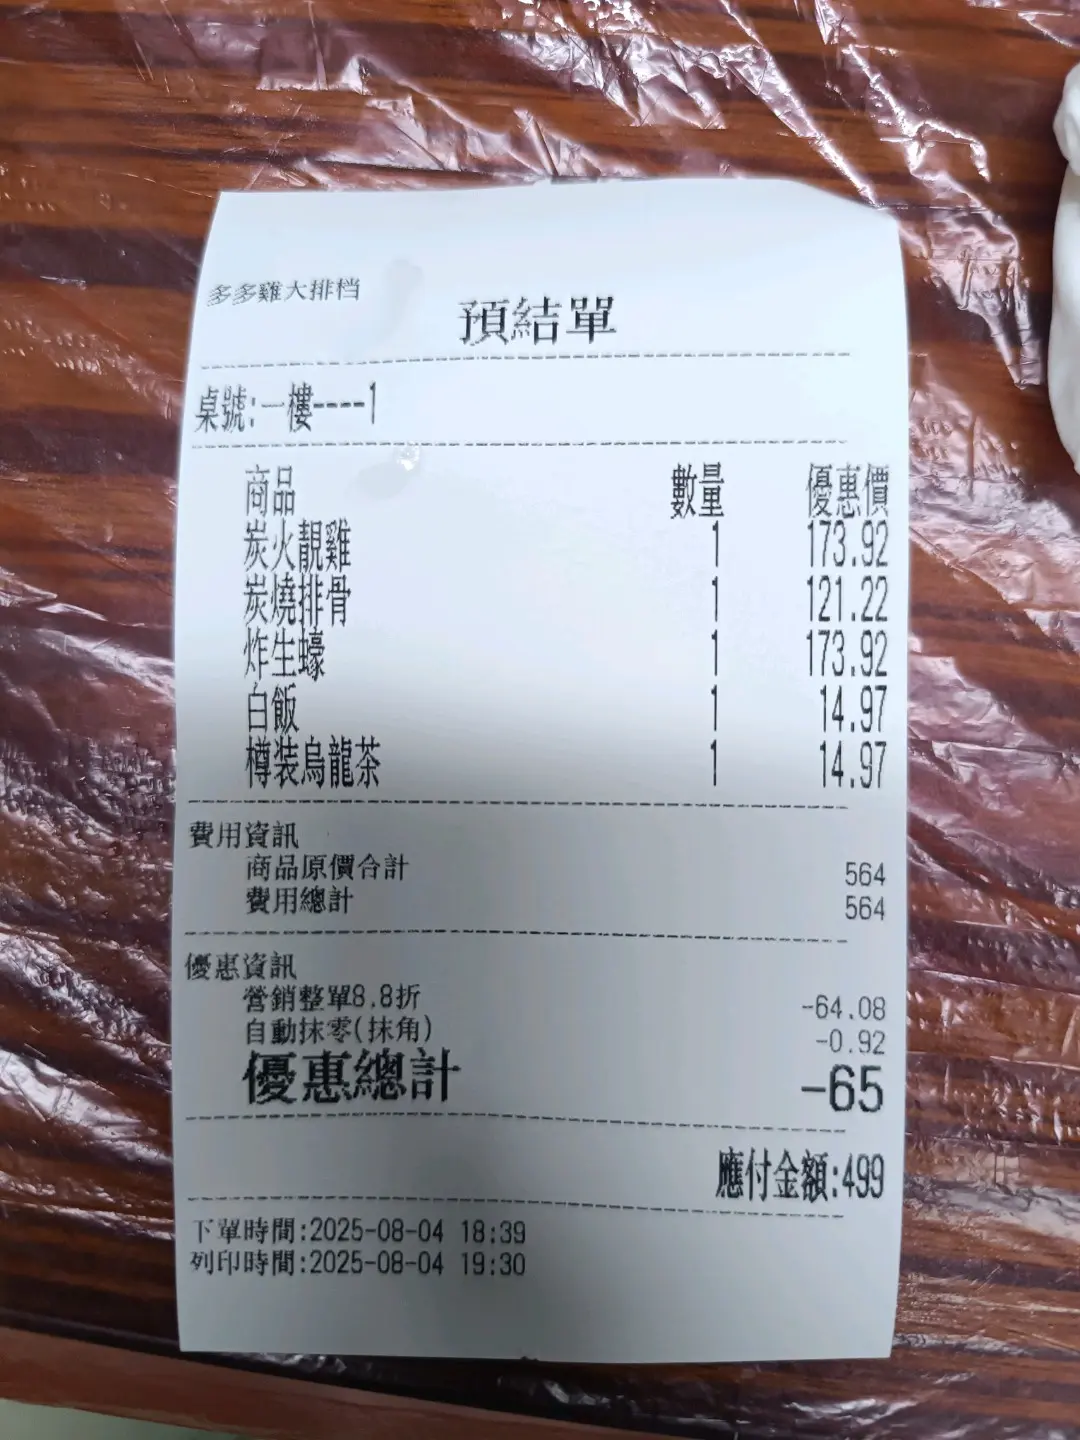 多多雞大排档
預結單
桌號:一樓----1
商品 數量 優惠價
炭火靚雞 1 173.92
炭燒排骨 1 121.22
炸生蠔 1 173.92
白飯 1 14.97
樽裝烏龍茶 1 14.97
費用資訊
商品原價合計 564
費用總計 564
優惠資訊
營銷整單8.8折 -64.08
自動抹零(抹角) -0.92
優惠總計 -65
應付金額:499
下單時間:2025-08-04 18:39
列印時間:2025-08-04 19:30